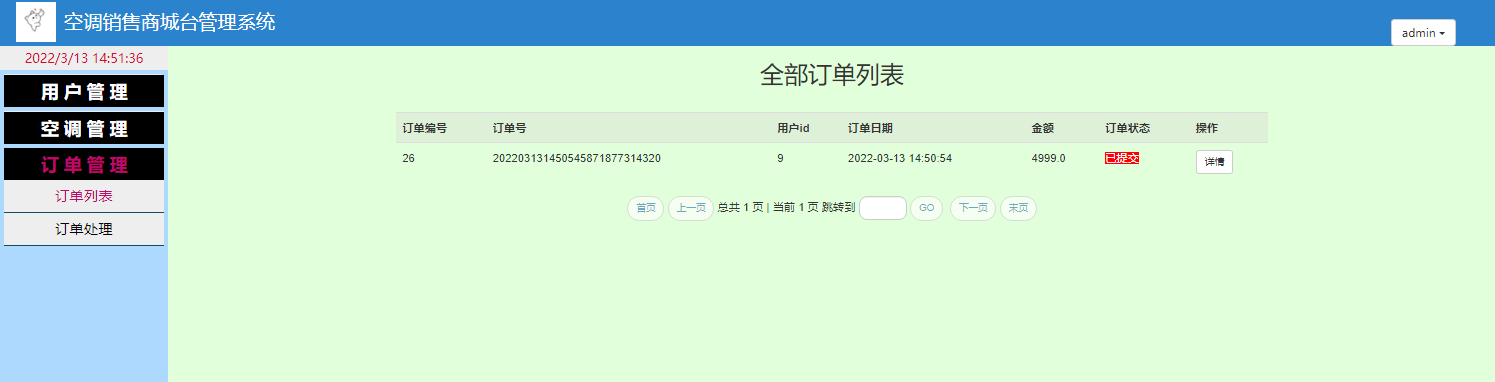 空调销售商城台管理系统
admin
2022/3/13 14:51:36
用户管理
空调管理
订单管理
订单列表
订单处理
全部订单列表
订单编号 订单号 用户id 订单日期 金额 订单状态 操作
26 20220313145054587187731​4320 9 2022-03-13 14:50:54 4999.0 已提交 详情
首页 上一页 总共 1 页 | 当前 1 页 跳转到 GO 下一页 末页